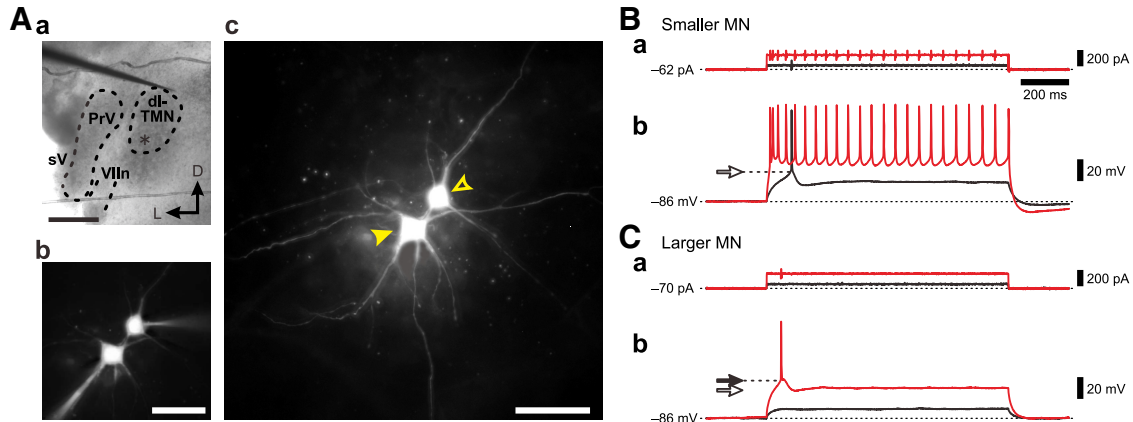 A
a
PrV
dl-
TMN
*
sV
VIIn
D
L
b
c
B Smaller MN
a
–62 pA
200 pA
200 ms
b
20 mV
–86 mV
C Larger MN
a
–70 pA
200 pA
b
20 mV
–86 mV